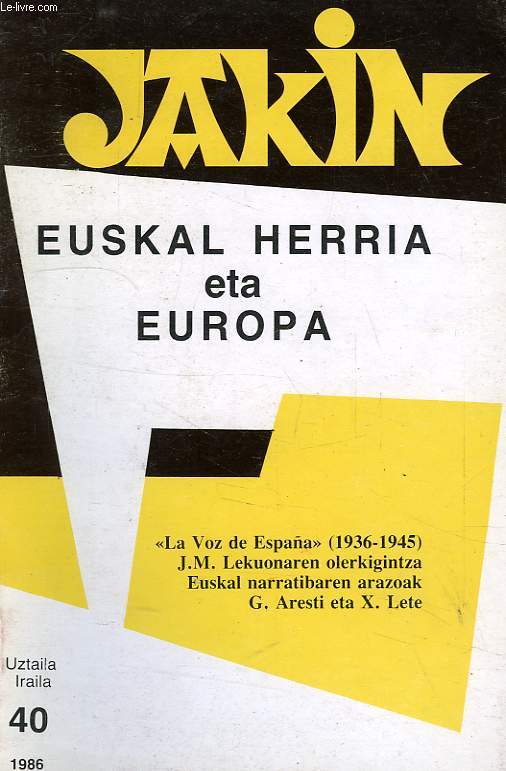 Le-livre.com
JAKIN
EUSKAL HERRIA
eta
EUROPA
«La Voz de España» (1936-1945)
J.M. Lekuonaren olerkigintza
Euskal narratibaren arazoak
G. Aresti eta X. Lete
Uztaila
Iraila
40
1986